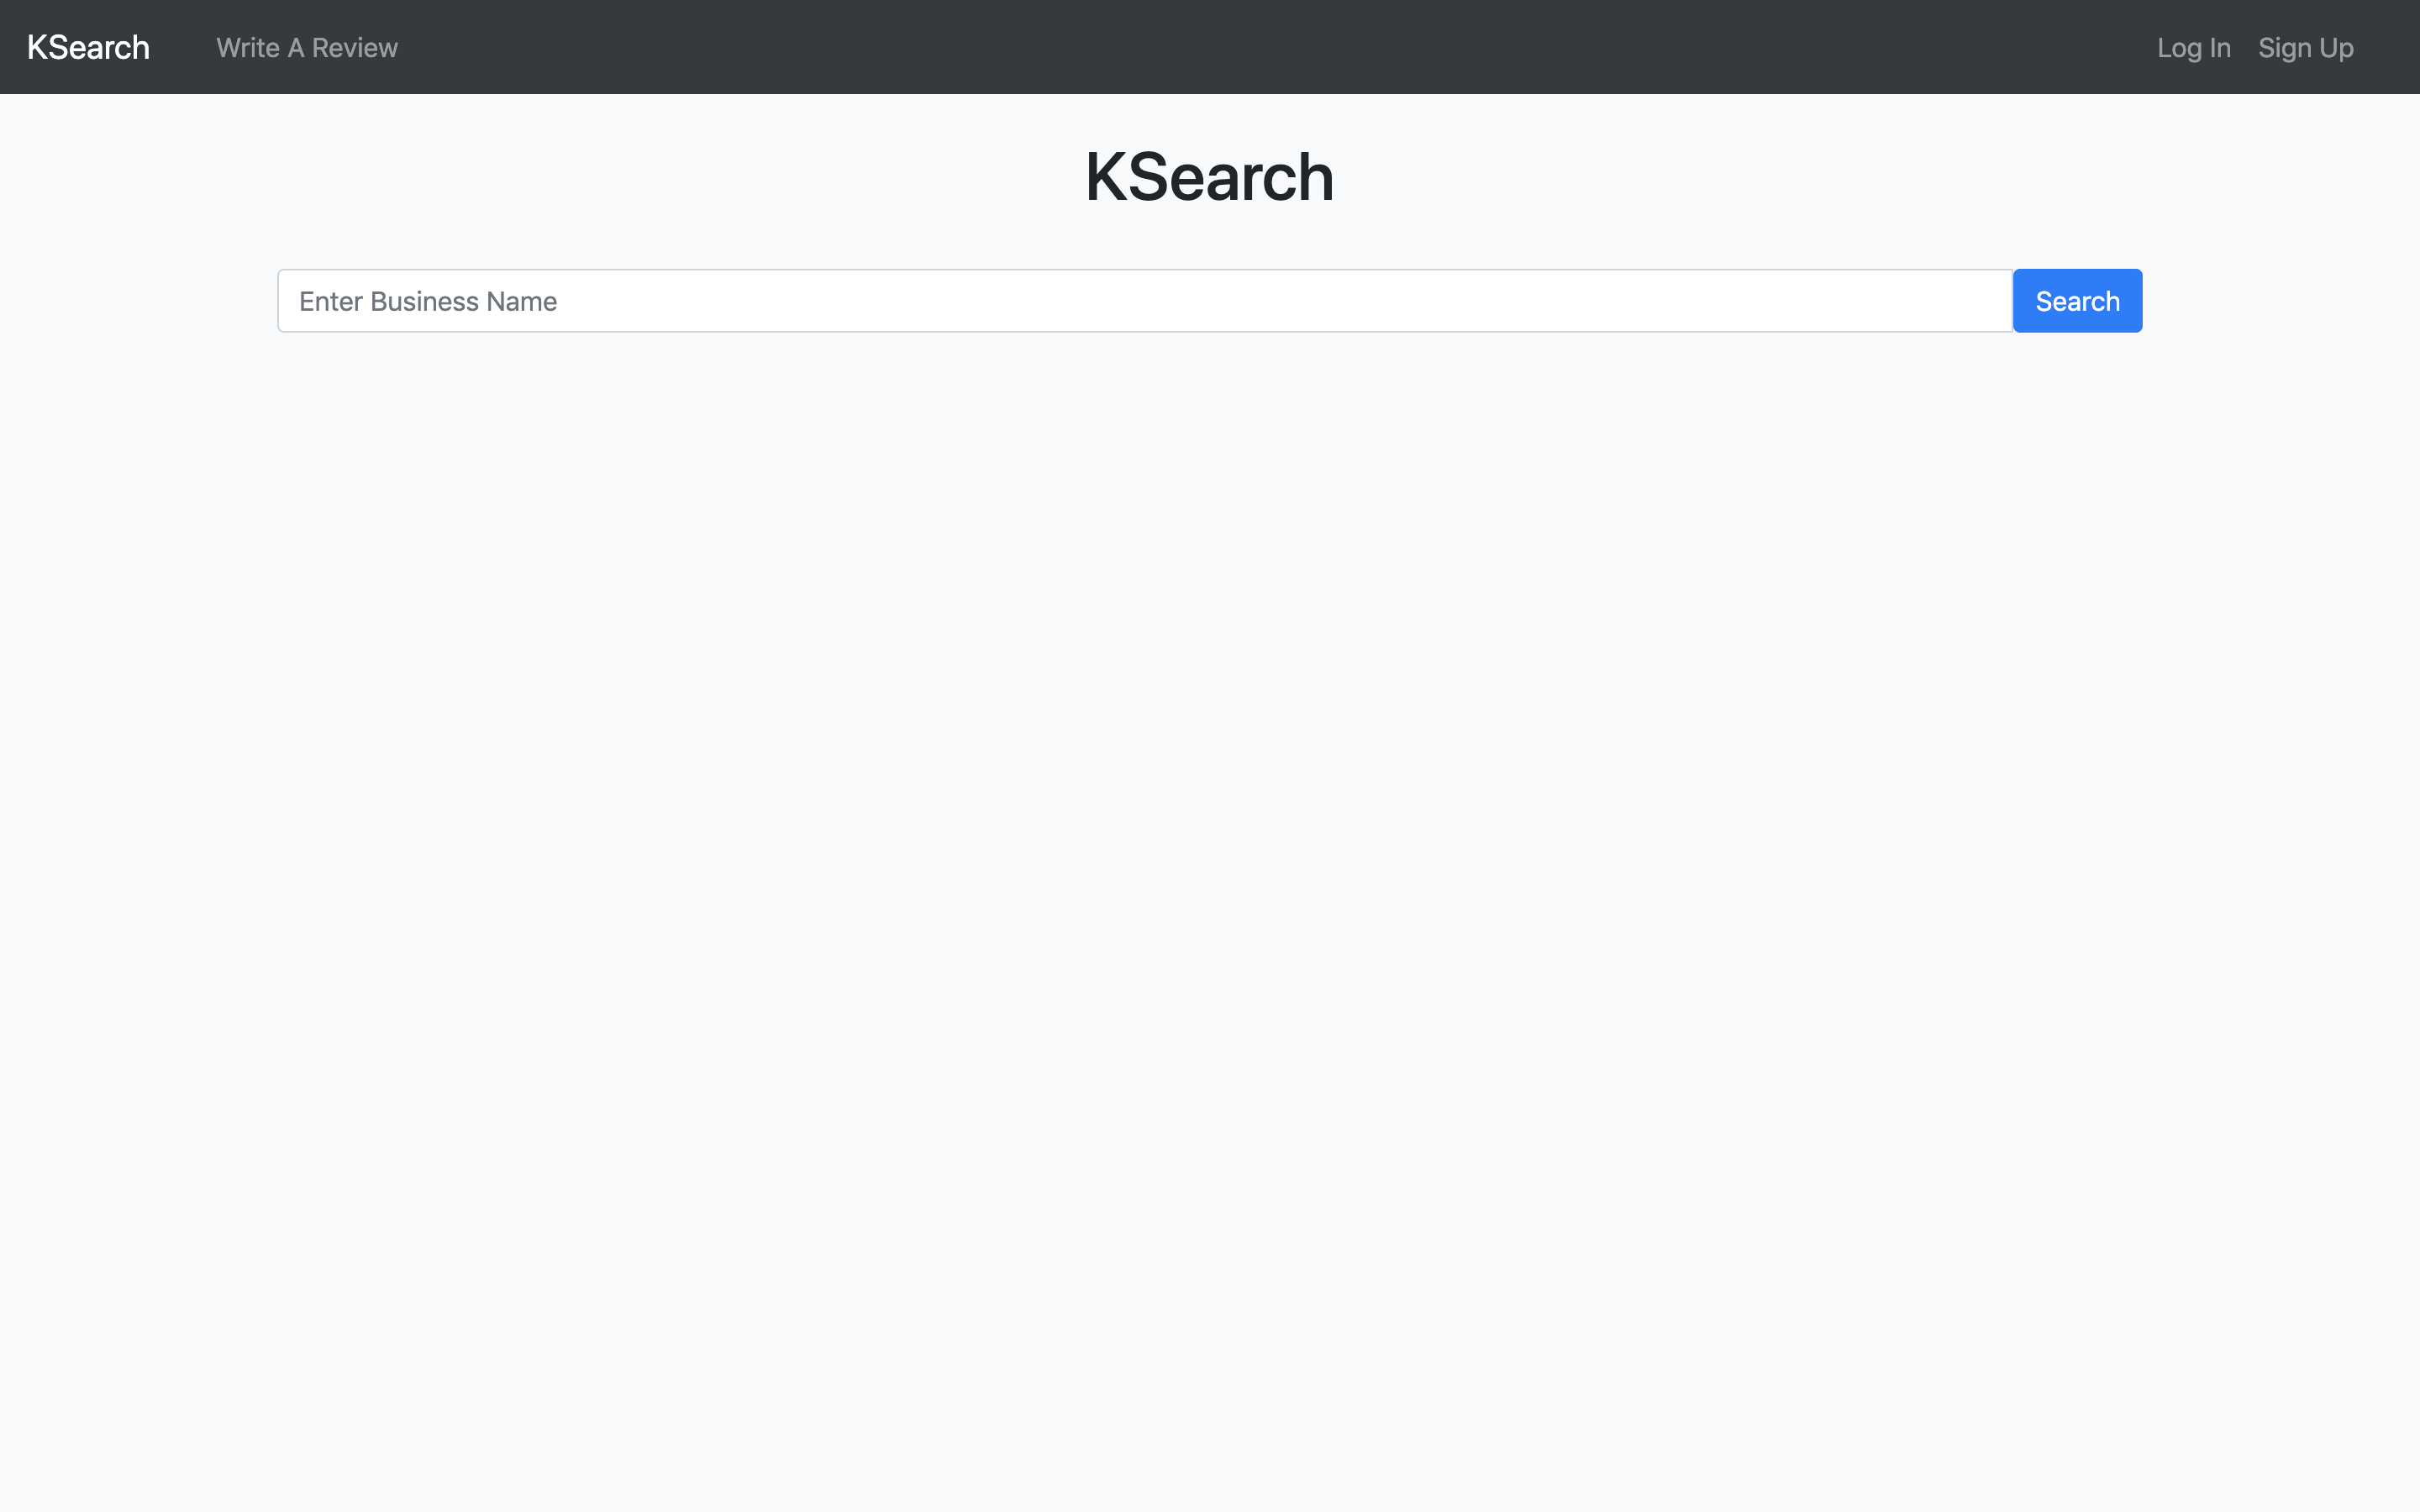 KSearch Write A Review Log In Sign Up
KSearch
Enter Business Name Search